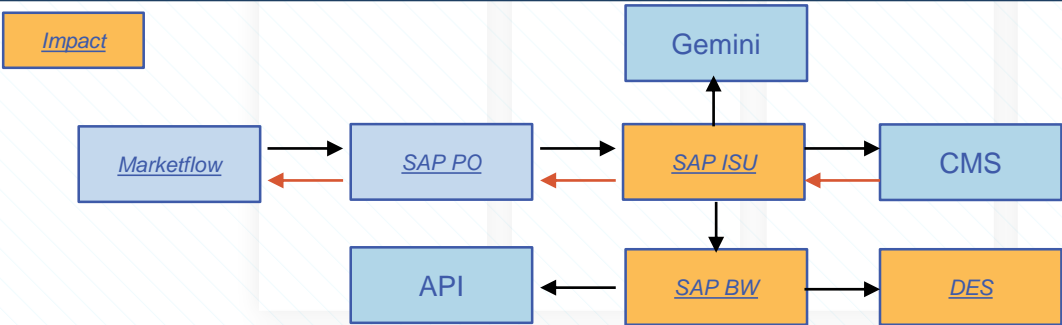 Impact
Gemini
Marketflow
SAP PO
SAP ISU
CMS
API
SAP BW
DES